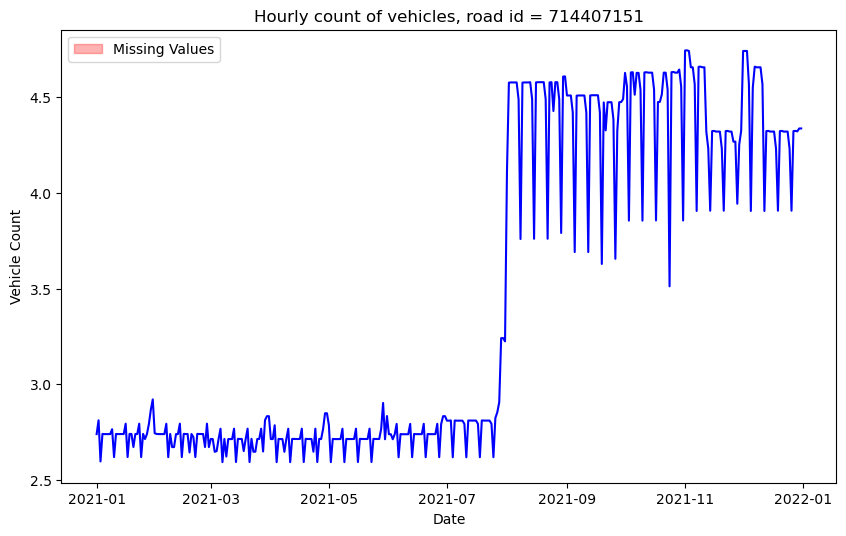 Hourly count of vehicles, road id = 714407151
Missing Values
Vehicle Count
4.5
4.0
3.5
3.0
2.5
2021-01 2021-03 2021-05 2021-07 2021-09 2021-11 2022-01
Date